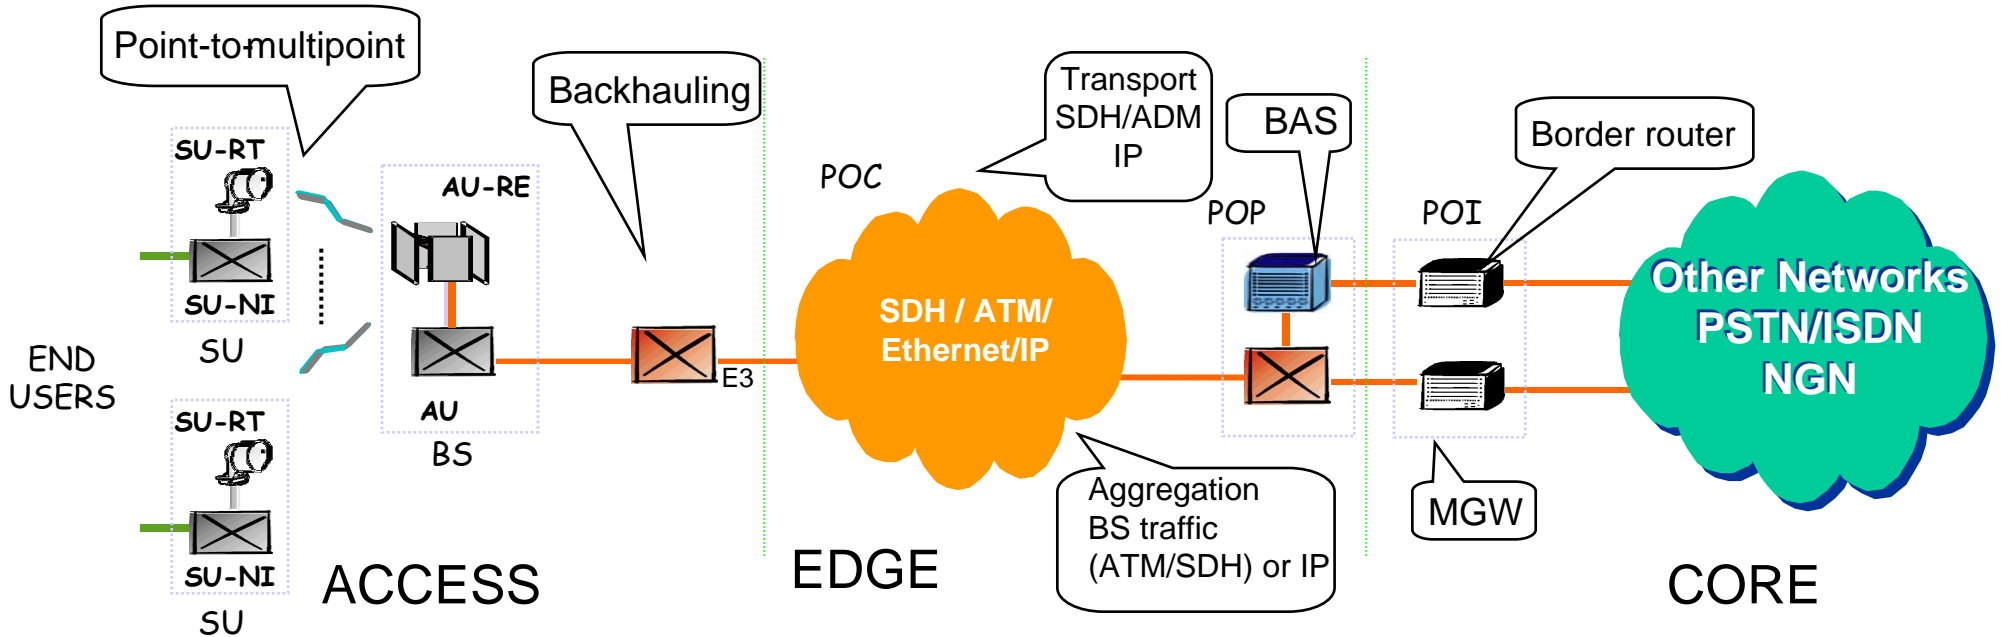 Point-to-multipoint
Backhauling
Transport
SDH/ADM
IP
BAS
Border router
SU-RT
SU-NI
SU
AU-RE
AU
BS
POC
POP
POI
END
USERS
E3
SDH / ATM/
Ethernet/IP
Other Networks
PSTN/ISDN
NGN
SU-RT
SU-NI
SU
Aggregation
BS traffic
(ATM/SDH) or IP
MGW
ACCESS
EDGE
CORE